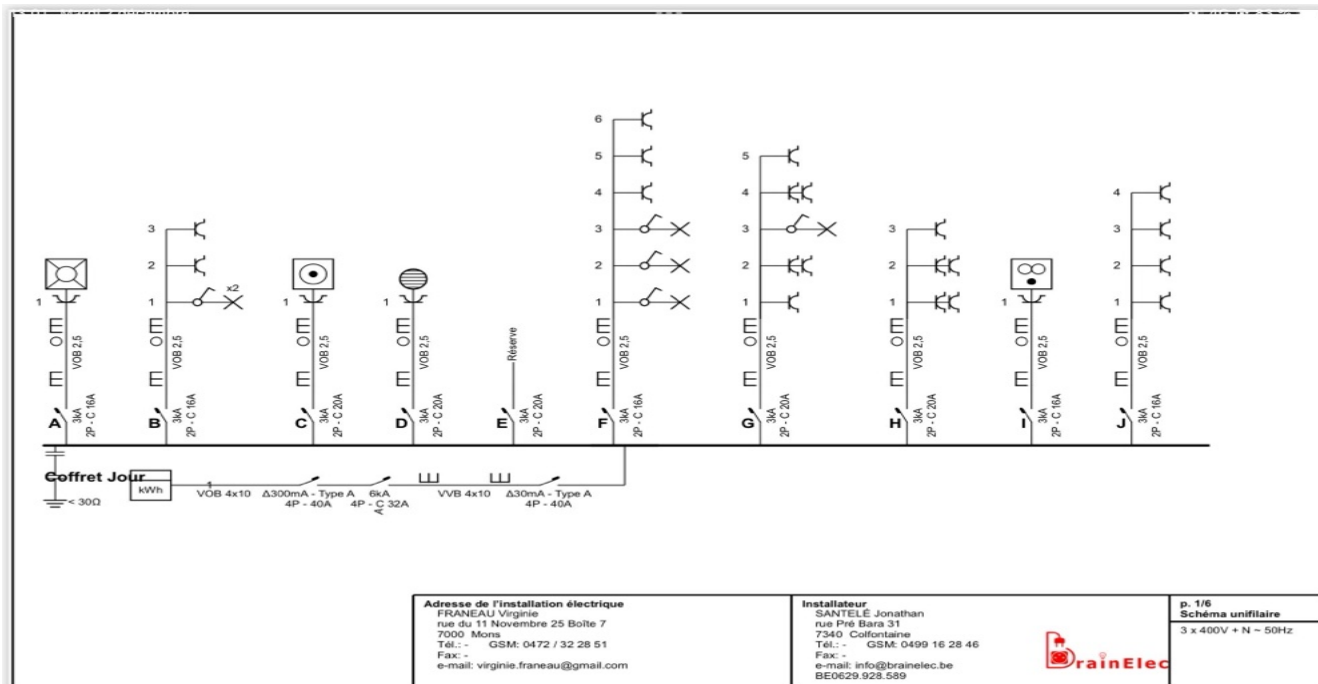 6
5
4
3
2
1
5
4
3
2
1
4
3
2
1
3
2
1
3
2
1
x2
1
1
1
1
VOB 2,5
VOB 2,5
VOB 2,5
VOB 2,5
Réserve
VOB 2,5
VOB 2,5
VOB 2,5
VOB 2,5
VOB 2,5
A 3kA 2P - C 16A
B 3kA 2P - C 16A
C 3kA 2P - C 20A
D 3kA 2P - C 20A
E 3kA 2P - C 20A
F 3kA 2P - C 16A
G 3kA 2P - C 20A
H 3kA 2P - C 20A
I 3kA 2P - C 16A
J 3kA 2P - C 16A
Coffret Jour
kWh
< 30Ω
1
VOB 4x10
Δ300mA - Type A
4P - 40A
6kA
4P - C 32A
A
VVB 4x10
Δ30mA - Type A
4P - 40A
Adresse de l'installation électrique
FRANEAU Virginie
rue du 11 Novembre 25 Boîte 7
7000 Mons
Tél.: - GSM: 0472 / 32 28 51
Fax: -
e-mail: virginie.franeau@gmail.com
Installateur
SANTELÉ Jonathan
rue Pré Bara 31
7340 Colfontaine
Tél.: - GSM: 0499 16 28 46
Fax: -
e-mail: info@brainelec.be
BE0629.928.589
BrainElec
p. 1/6
Schéma unifilaire
3 x 400V + N ~ 50Hz